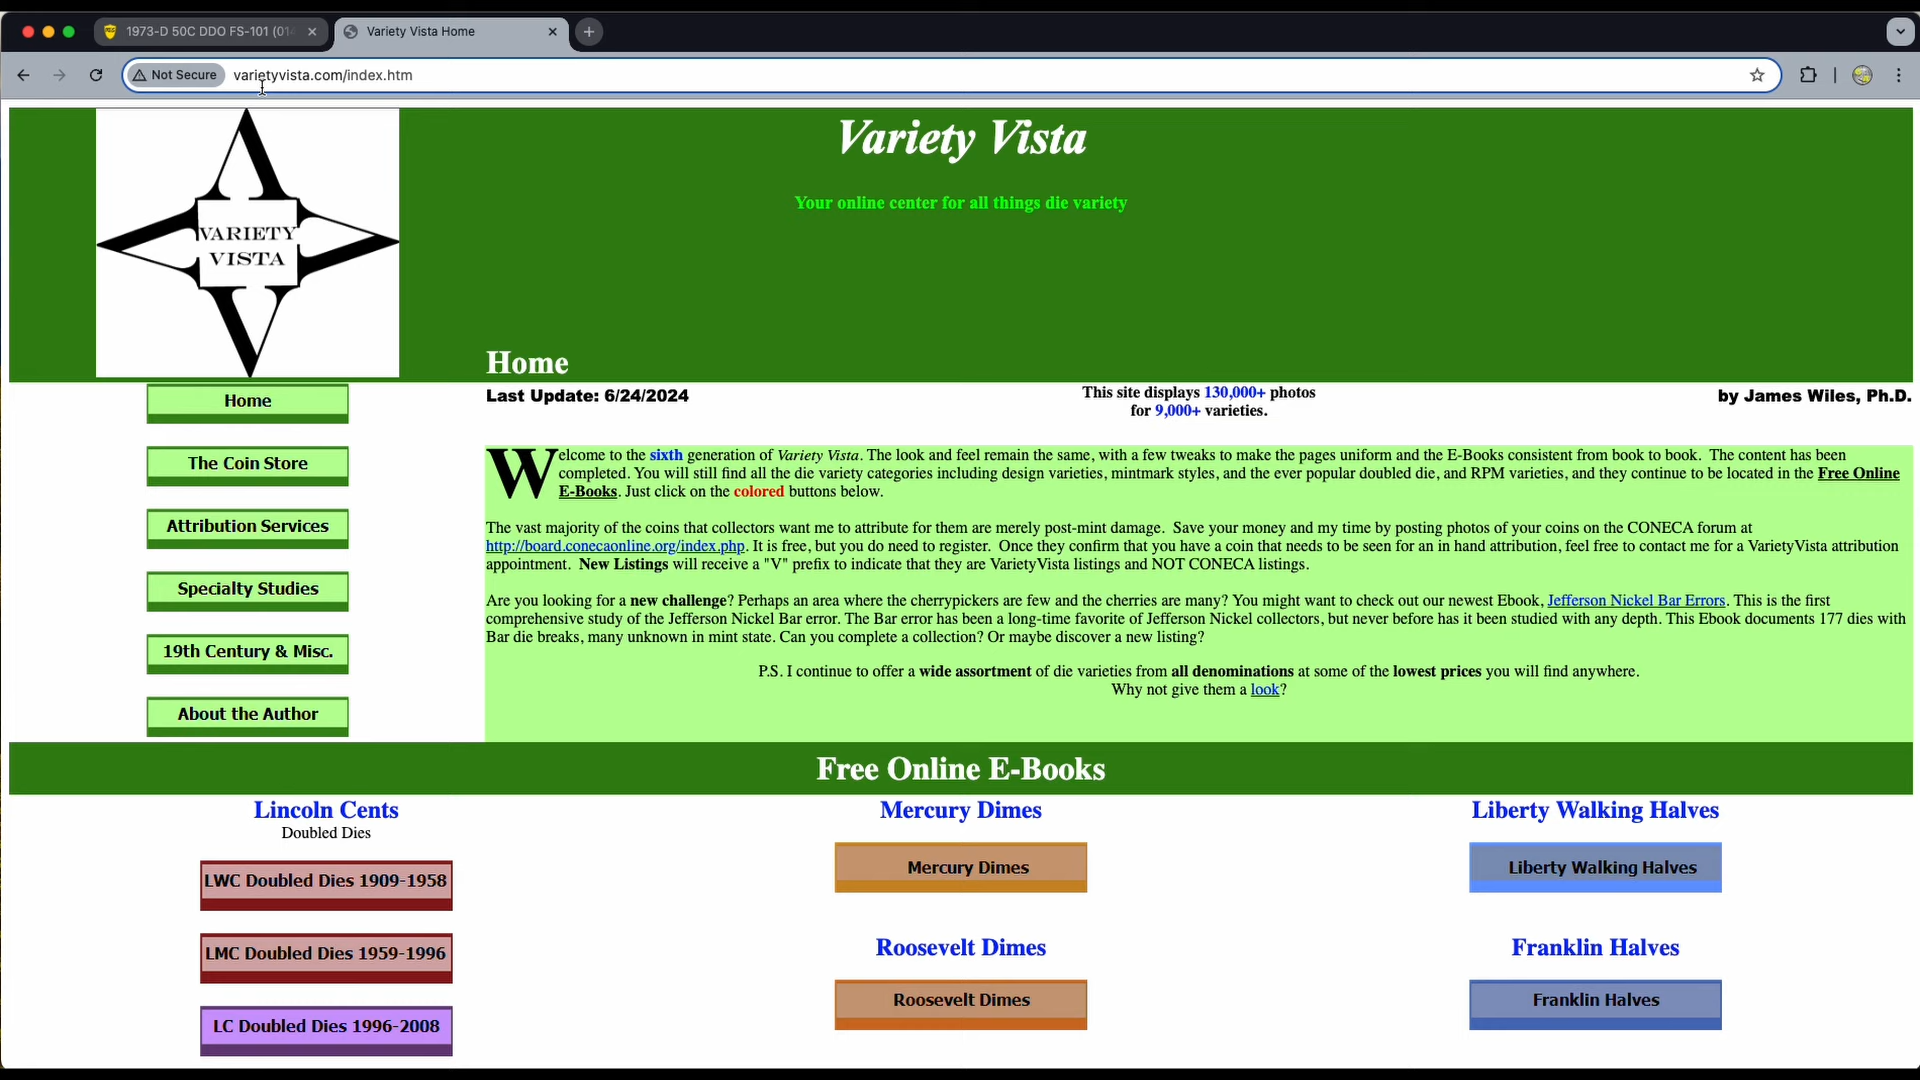 1973-D 50C DDO FS-101 (01
Variety Vista Home
Not Secure
varietyvista.com/index.htm
VARIETY
VISTA
Variety Vista
Your online center for all things die variety
Home
Home
The Coin Store
Attribution Services
Specialty Studies
19th Century & Misc.
About the Author
Last Update: 6/24/2024
This site displays 130,000+ photos
for 9,000+ varieties.
by James Wiles, Ph.D.
Welcome to the sixth generation of Variety Vista. The look and feel remain the same, with a few tweaks to make the pages uniform and the E-Books consistent from book to book. The content has been
completed. You will still find all the die variety categories including design varieties, mintmark styles, and the ever popular doubled die, and RPM varieties, and they continue to be located in the Free Online
E-Books. Just click on the colored buttons below.
The vast majority of the coins that collectors want me to attribute for them are merely post-mint damage. Save your money and my time by posting photos of your coins on the CONECA forum at
http://board.conecaonline.org/index.php. It is free, but you do need to register. Once they confirm that you have a coin that needs to be seen for an in hand attribution, feel free to contact me for a VarietyVista attribution
appointment. New Listings will receive a "V" prefix to indicate that they are VarietyVista listings and NOT CONECA listings.
Are you looking for a new challenge? Perhaps an area where the cherrypickers are few and the cherries are many? You might want to check out our newest Ebook, Jefferson Nickel Bar Errors. This is the first
comprehensive study of the Jefferson Nickel Bar error. The Bar error has been a long-time favorite of Jefferson Nickel collectors, but never before has it been studied with any depth. This Ebook documents 177 dies with
Bar die breaks, many unknown in mint state. Can you complete a collection? Or maybe discover a new listing?
P.S. I continue to offer a wide assortment of die varieties from all denominations at some of the lowest prices you will find anywhere.
Why not give them a look?
Free Online E-Books
Lincoln Cents
Doubled Dies
LWC Doubled Dies 1909-1958
LMC Doubled Dies 1959-1996
LC Doubled Dies 1996-2008
Mercury Dimes
Mercury Dimes
Roosevelt Dimes
Roosevelt Dimes
Liberty Walking Halves
Liberty Walking Halves
Franklin Halves
Franklin Halves